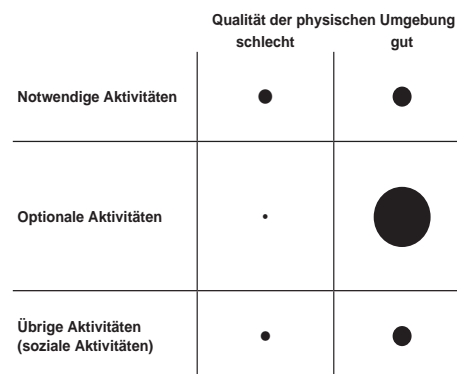 Qualität der physischen Umgebung
schlecht gut
Notwendige Aktivitäten
Optionale Aktivitäten
Übrige Aktivitäten
(soziale Aktivitäten)